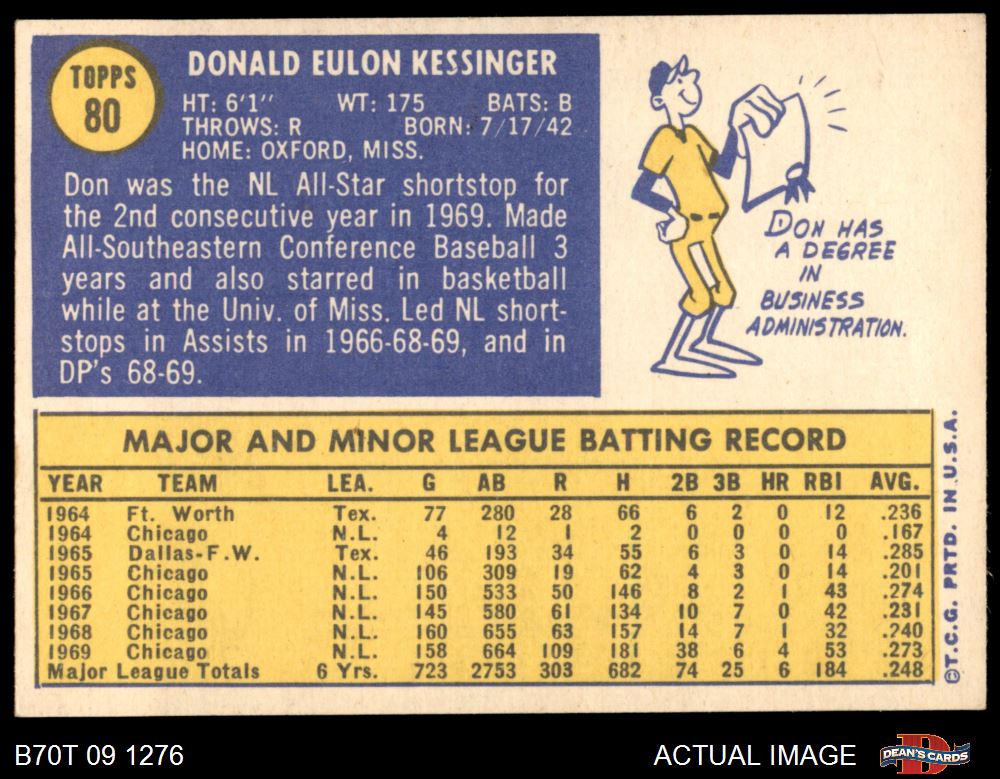 TOPPS
80
DONALD EULON KESSINGER
HT: 6'1" WT: 175 BATS: B
THROWS: R BORN: 7/17/42
HOME: OXFORD, MISS.
Don was the NL All-Star shortstop for
the 2nd consecutive year in 1969. Made
All-Southeastern Conference Baseball 3
years and also starred in basketball
while at the Univ. of Miss. Led NL short-
stops in Assists in 1966-68-69, and in
DP's 68-69.
DON HAS
A DEGREE
IN
BUSINESS
ADMINISTRATION.
MAJOR AND MINOR LEAGUE BATTING RECORD
YEAR TEAM LEA. G AB R H 2B 3B HR RBI AVG.
1964 Ft. Worth Tex. 77 280 28 66 6 2 0 12 .236
1964 Chicago N.L. 4 12 1 2 0 0 0 0 .167
1965 Dallas-F.W. Tex. 46 193 34 55 6 3 0 14 .285
1965 Chicago N.L. 106 309 19 62 4 3 0 14 .201
1966 Chicago N.L. 150 533 50 146 8 2 1 43 .274
1967 Chicago N.L. 145 580 61 134 10 7 0 42 .231
1968 Chicago N.L. 160 655 63 157 14 7 1 32 .240
1969 Chicago N.L. 158 664 109 181 38 6 4 53 .273
Major League Totals 6 Yrs. 723 2753 303 682 74 25 6 184 .248
©T.C.G. PRTD. IN U.S.A.
B70T 09 1276
ACTUAL IMAGE
DEAN'S CARDS